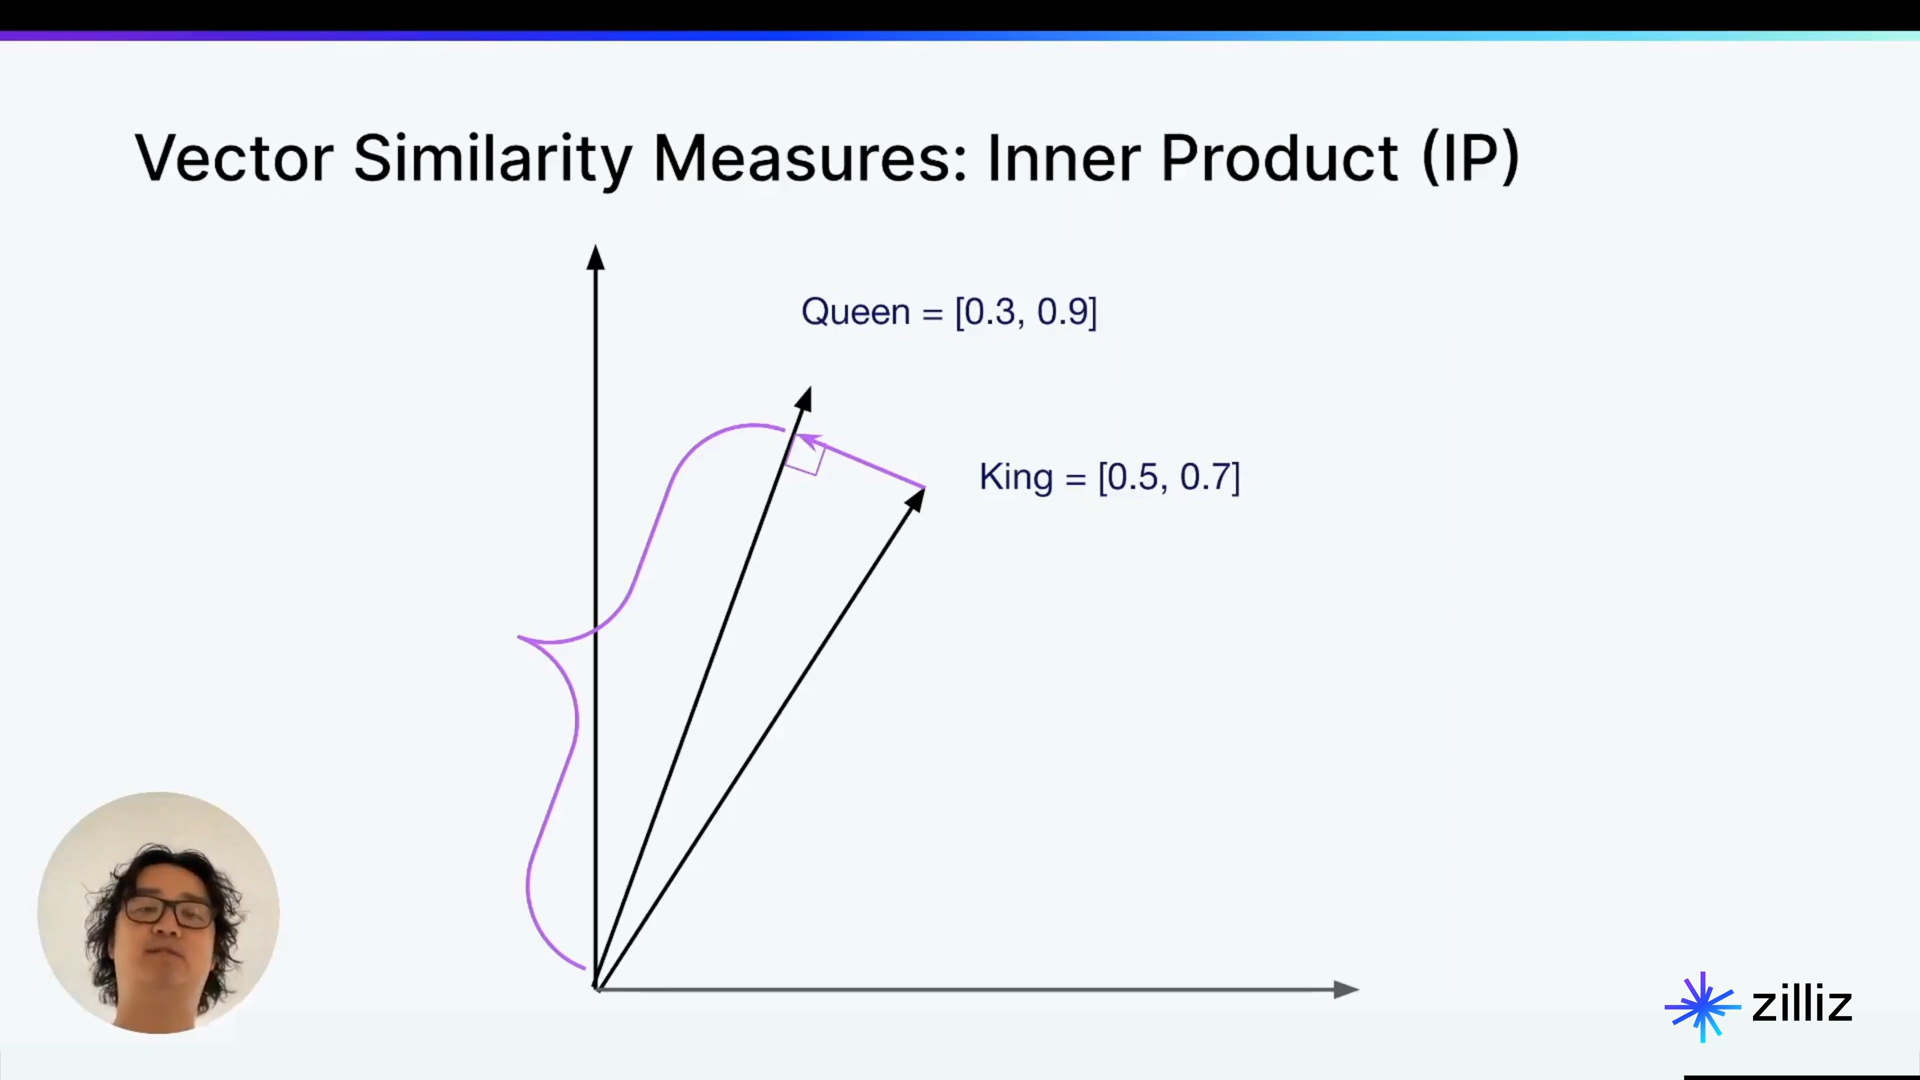 Vector Similarity Measures: Inner Product (IP)
Queen = [0.3, 0.9]
King = [0.5, 0.7]
zilliz